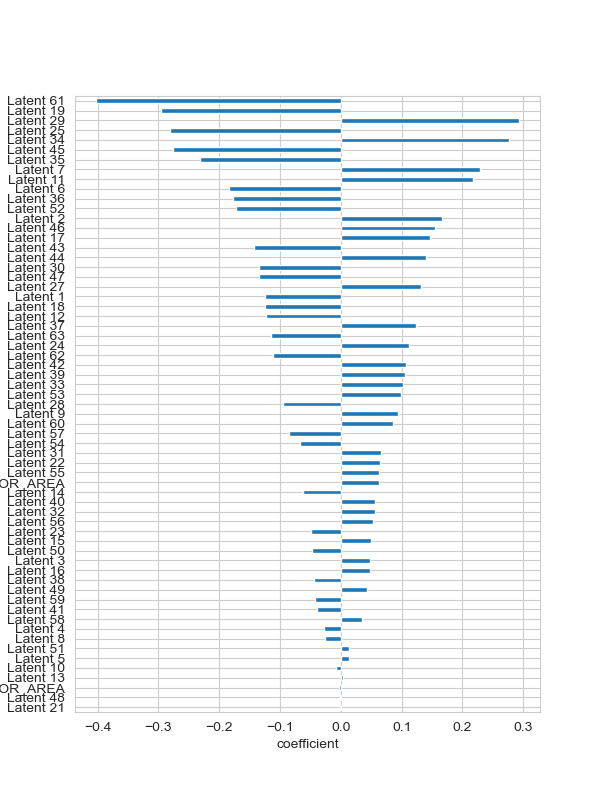 Latent 61
Latent 19
Latent 29
Latent 25
Latent 34
Latent 45
Latent 35
Latent 7
Latent 11
Latent 6
Latent 36
Latent 52
Latent 2
Latent 46
Latent 17
Latent 43
Latent 44
Latent 30
Latent 47
Latent 27
Latent 1
Latent 18
Latent 12
Latent 37
Latent 63
Latent 24
Latent 62
Latent 42
Latent 39
Latent 33
Latent 53
Latent 28
Latent 9
Latent 60
Latent 57
Latent 54
Latent 31
Latent 22
Latent 55
OR_AREA
Latent 14
Latent 40
Latent 32
Latent 56
Latent 23
Latent 15
Latent 50
Latent 3
Latent 16
Latent 38
Latent 49
Latent 59
Latent 41
Latent 58
Latent 4
Latent 8
Latent 51
Latent 5
Latent 10
Latent 13
OR_AREA
Latent 48
Latent 21
−0.4 −0.3 −0.2 −0.1 0.0 0.1 0.2 0.3
coefficient